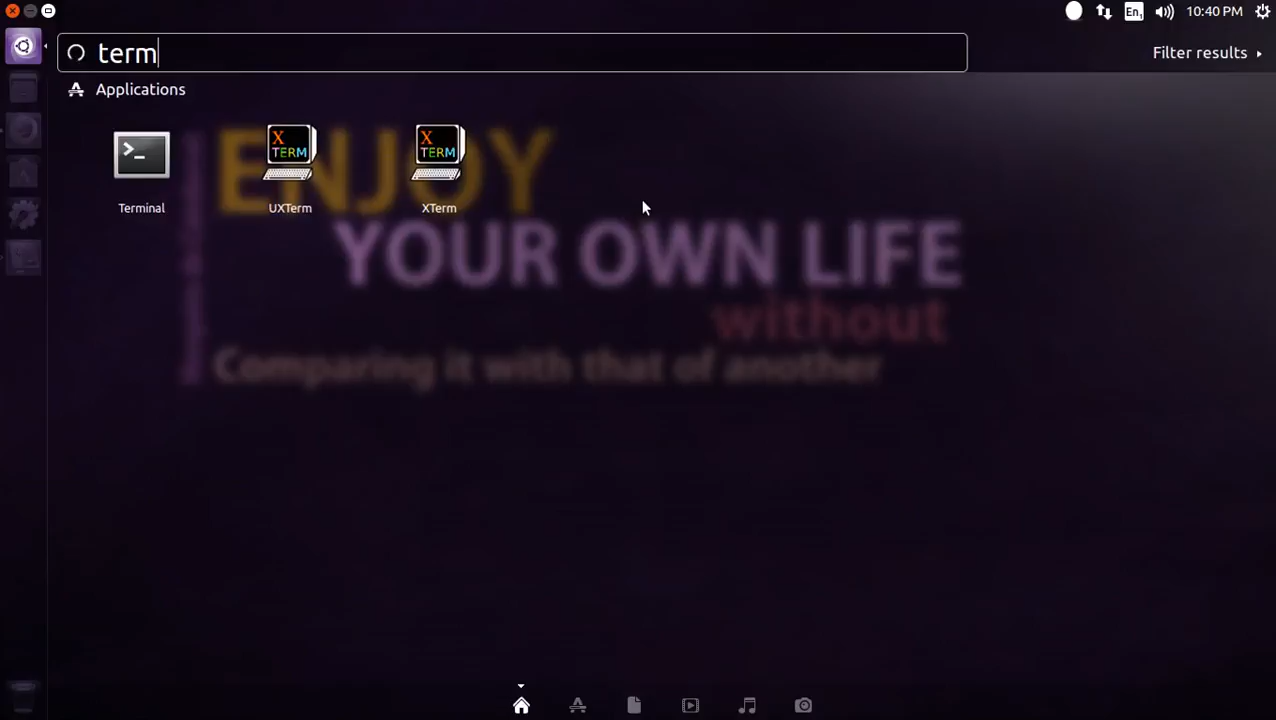 En₁ 10:40 PM
term
Filter results
Applications
>_
X TERM
X TERM
Terminal
UXTerm
XTerm
ENJOY
YOUR OWN LIFE
without
Comparing it with that of another